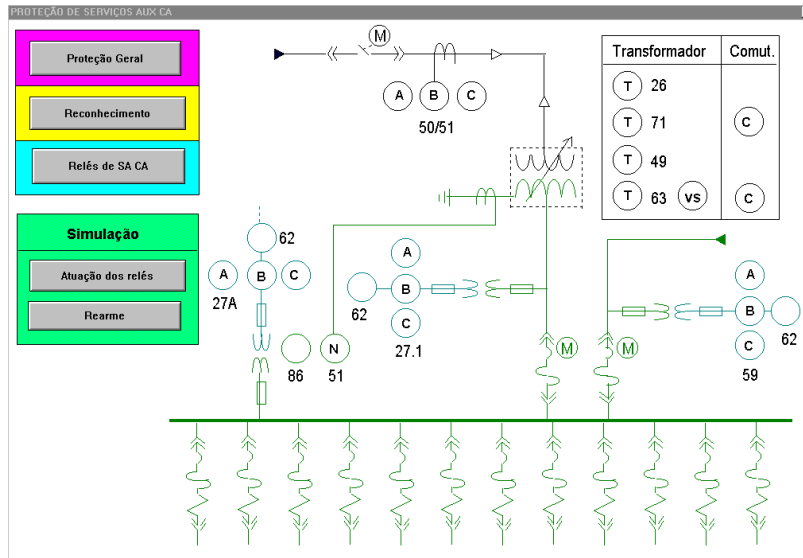 PROTEÇÃO DE SERVIÇOS AUX CA
Proteção Geral
Reconhecimento
Relés de SA CA
Simulação
Atuação dos relés
Rearme
M
A B C
50/51
Transformador Comut.
T 26
T 71 C
T 49
T 63 vs C
62
A B C
27A
86
N
51
A
62 B
C
27.1
M
M
A
B
C
62
59